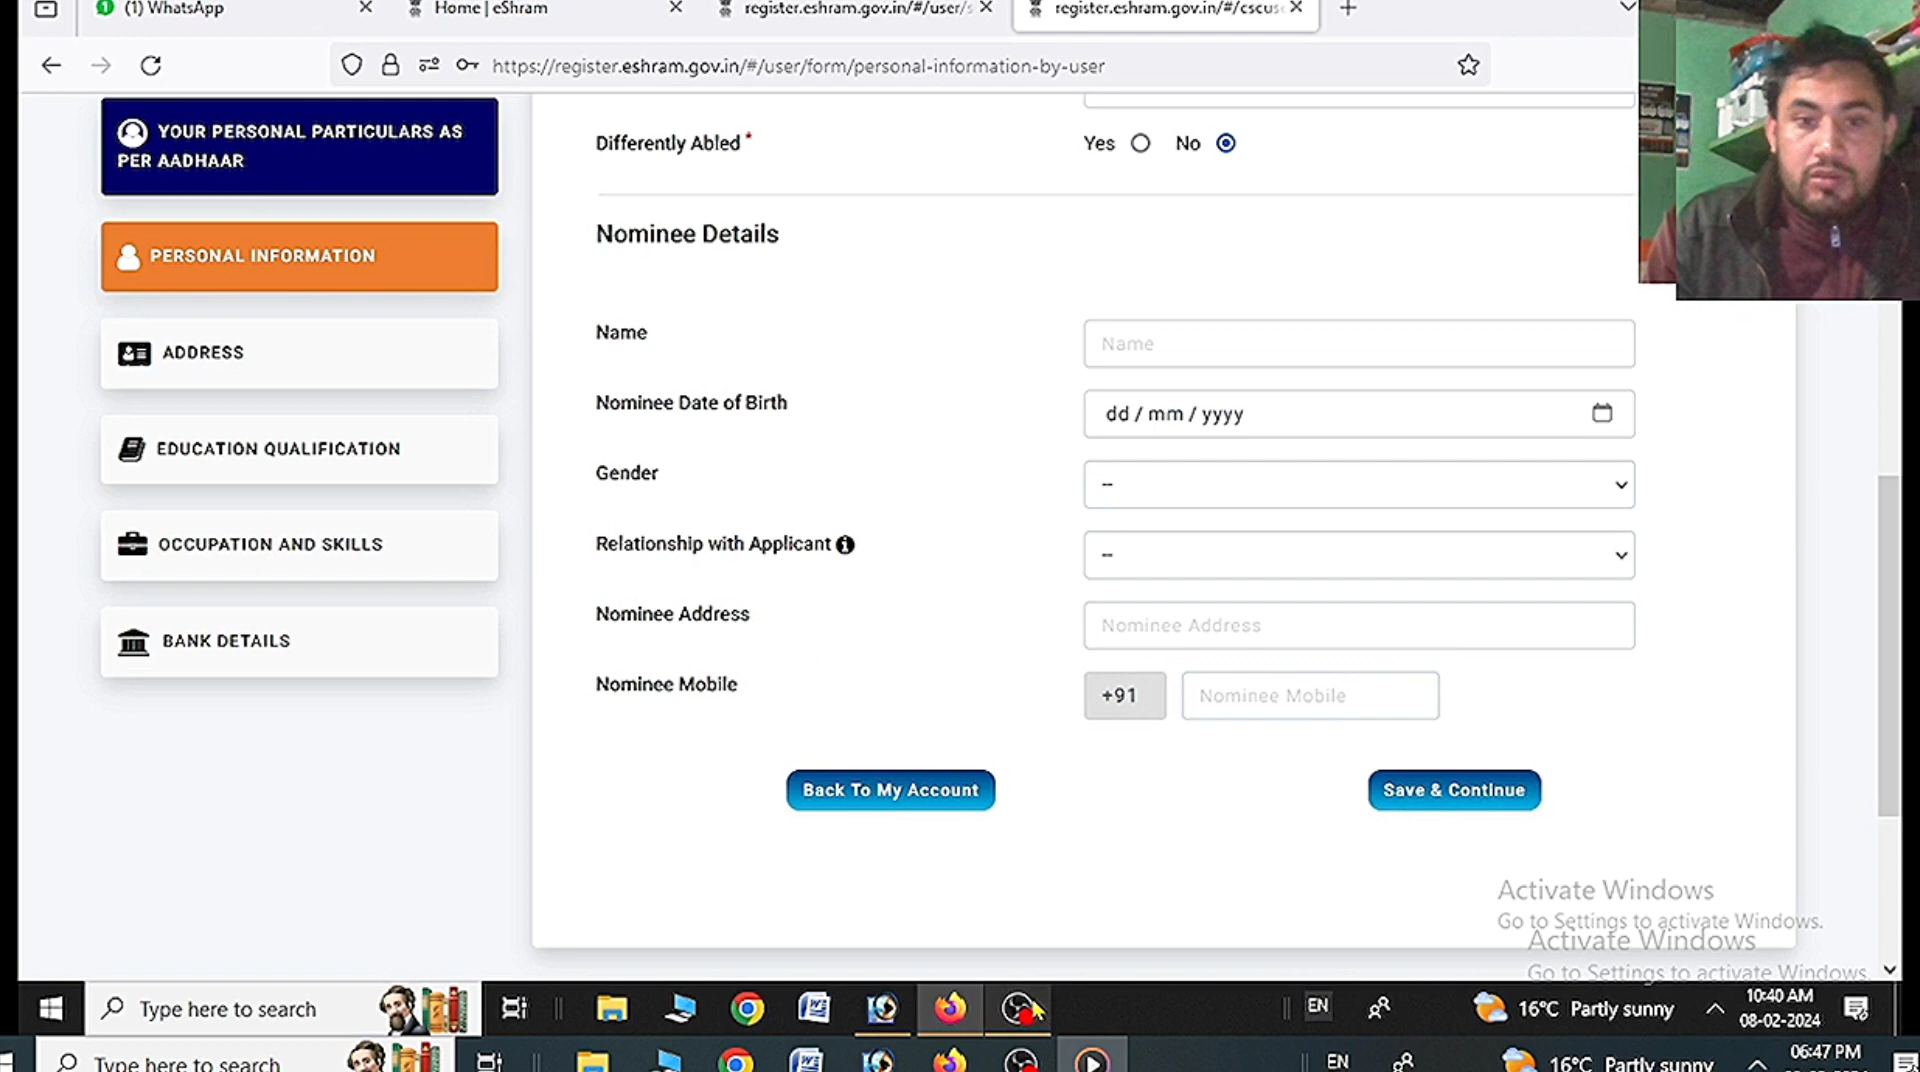 (1) WhatsApp
Home | eShram
register.eshram.gov.in/#/user/s
register.eshram.gov.in/#/cscus
https://register.eshram.gov.in/#/user/form/personal-information-by-user
YOUR PERSONAL PARTICULARS AS
PER AADHAAR
PERSONAL INFORMATION
ADDRESS
EDUCATION QUALIFICATION
OCCUPATION AND SKILLS
BANK DETAILS
Differently Abled *
Yes No
Nominee Details
Name
Name
Nominee Date of Birth
dd / mm / yyyy
Gender
--
Relationship with Applicant
--
Nominee Address
Nominee Address
Nominee Mobile
+91 Nominee Mobile
Back To My Account
Save & Continue
Activate Windows
Go to Settings to activate Windows.
Activate Windows
Go to Settings to activate Windows.
Type here to search
EN
16°C Partly sunny
10:40 AM
08-02-2024
Type here to search
EN
16°C Partly sunny
06:47 PM